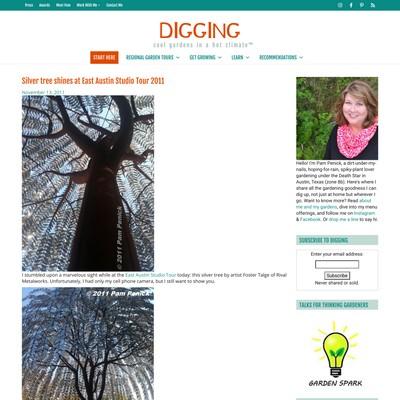 Press Awards Meet Pam Work With Me Contact Me
DIGGING
cool gardens in a hot climate™
START HERE REGIONAL GARDEN TOURS GET GROWING LEARN RECOMMENDATIONS
Silver tree shines at East Austin Studio Tour 2011
November 13, 2011
© 2011 Pam Penick
I stumbled upon a marvelous sight while at the East Austin Studio Tour today: this silver tree by artist Foster Talge of Rival
Metalworks. Unfortunately, I had only my cell phone camera, but I still want to show you.
© 2011 Pam Penick
Hello! I'm Pam Penick, a dirt-under-my-
nails, hoping-for-rain, spiky-plant lover
gardening under the Death Star in
Austin, Texas (zone 8b). Here's where I
share all the gardening goodness I can
dig up, not just at home but wherever I
go. Want to know more? Read about
me and my gardens, dive into my menu
offerings, and follow me on Instagram
& Facebook. Or drop me a line to say hi.
SUBSCRIBE TO DIGGING
Enter your email address:
Subscribe
Never shared or sold.
TALKS FOR THINKING GARDENERS
GARDEN SPARK